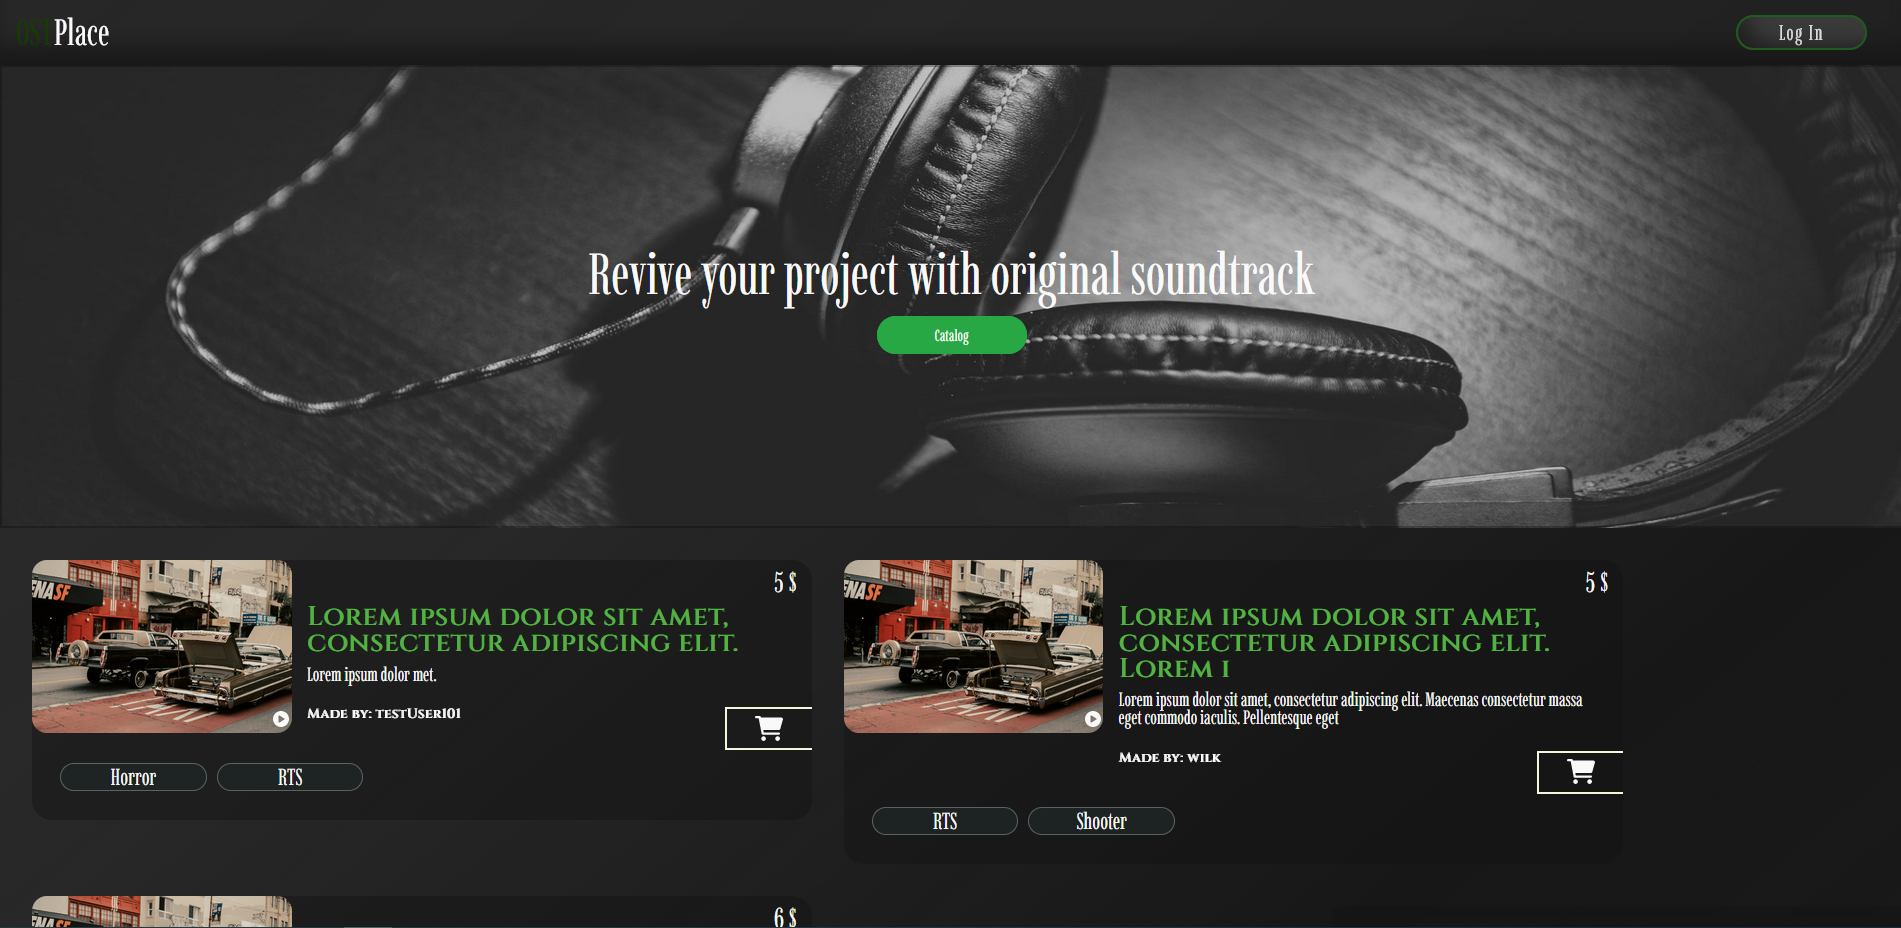 OSTPlace
Log In
Revive your project with original soundtrack
Catalog
ENASF
5 $
Lorem ipsum dolor sit amet,
consectetur adipiscing elit.
Lorem ipsum dolor met.
Made by: testUser101
Horror
RTS
ENASF
5 $
Lorem ipsum dolor sit amet,
consectetur adipiscing elit.
Lorem i
Lorem ipsum dolor sit amet, consectetur adipiscing elit. Maecenas consectetur massa
eget commodo iaculis. Pellentesque eget
Made by: wilk
RTS
Shooter
6 $